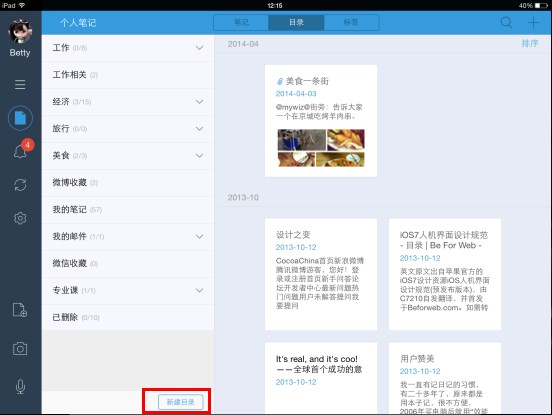 iPad
12:15
40%
Betty
4
个人笔记
笔记
目录
标签
工作 (0/8)
工作相关 (2)
经济 (3/15)
旅行 (0/0)
美食 (2/3)
微博收藏 (2)
我的笔记 (57)
我的邮件 (1/1)
微信收藏 (0)
专业课 (1/1)
已删除 (0/10)
新建目录
2014-04
排序
美食一条街
2014-04-03
@mywiz@街旁：告诉大家
一个在京城吃烤羊肉串。
2013-10
设计之变
2013-10-12
CocoaChina首页新浪微博
腾讯微博游客，您好！登
录或注册首页新手问答论
坛开发者中心最新问题热
门问题用户未解答提问我
要提问
iOS7人机界面设计规范
- 目录 | Be For Web -
2013-10-12
英文原文出自苹果官方的
iOS7设计资源iOS人机界面
设计规范(预发布版本)，由
C7210自发翻译，并首发
于Beforweb.com。如需转
It's real, and it's coo!
——全球首个成功的意
2013-10-12
用户赞美
2013-10-12
我一直有记日记的习惯，
有二十多年了，原来都是
用本子记，很不方便。
2006年买电脑后就用“效能